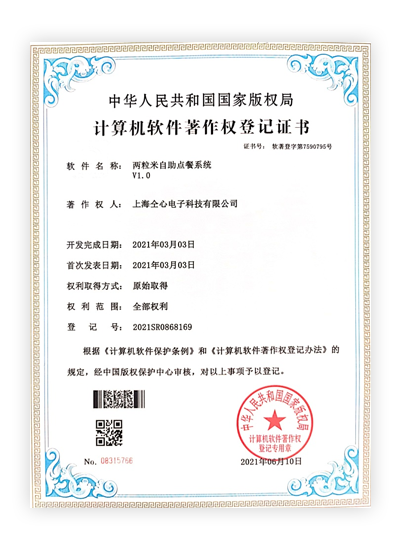 中华人民共和国国家版权局
计算机软件著作权登记证书
证书号： 软著登字第7590795号
软 件 名 称： 两粒米自助点餐系统
V1.0
著 作 权 人： 上海仝心电子科技有限公司
开发完成日期： 2021年03月03日
首次发表日期： 2021年03月03日
权利取得方式： 原始取得
权 利 范 围： 全部权利
登 记 号： 2021SR0868169
根据《计算机软件保护条例》和《计算机软件著作权登记办法》的
规定，经中国版权保护中心审核，对以上事项予以登记。
中华人民共和国国家版权局
计算机软件著作权
登记专用章
No. 08315766
2021年06月10日